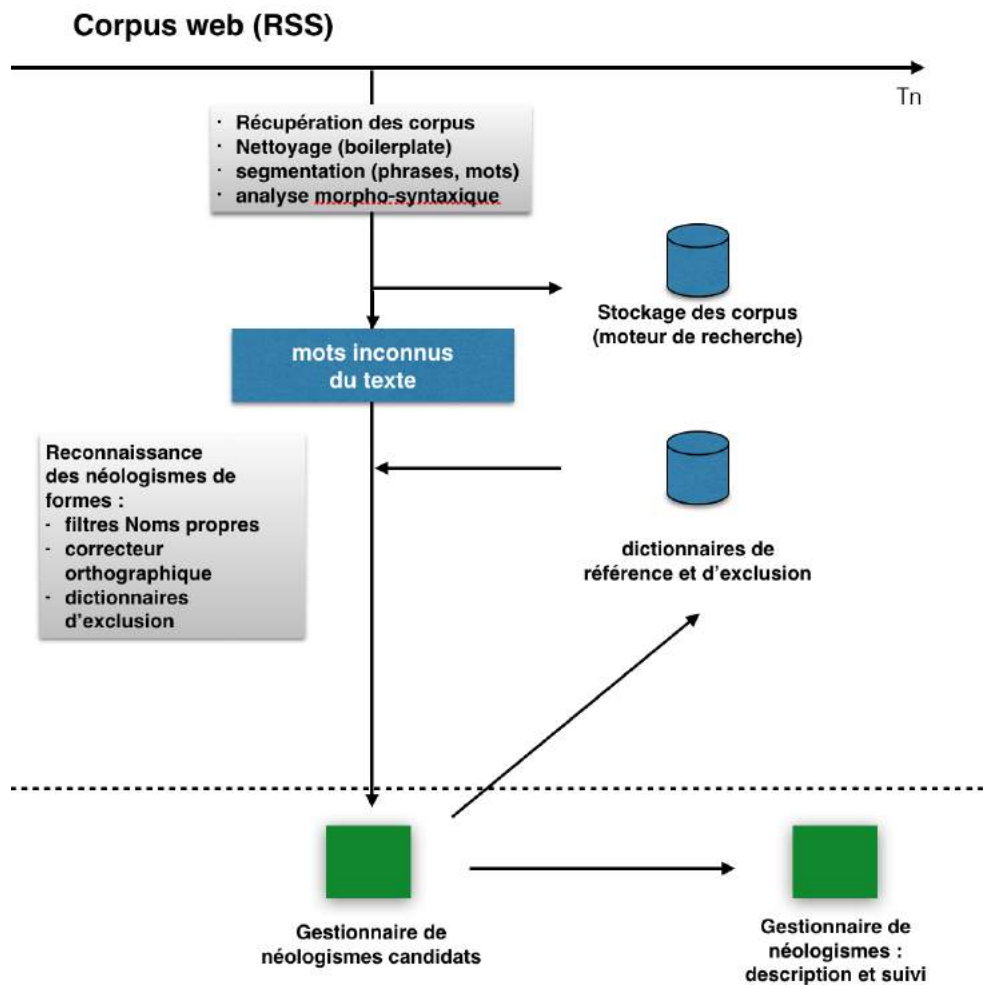 Corpus web (RSS)
Tn
· Récupération des corpus
· Nettoyage (boilerplate)
· segmentation (phrases, mots)
· analyse morpho-syntaxique
Stockage des corpus
(moteur de recherche)
mots inconnus
du texte
Reconnaissance
des néologismes de
formes :
- filtres Noms propres
- correcteur
orthographique
- dictionnaires
d'exclusion
dictionnaires de
référence et d'exclusion
Gestionnaire de
néologismes candidats
Gestionnaire de
néologismes :
description et suivi